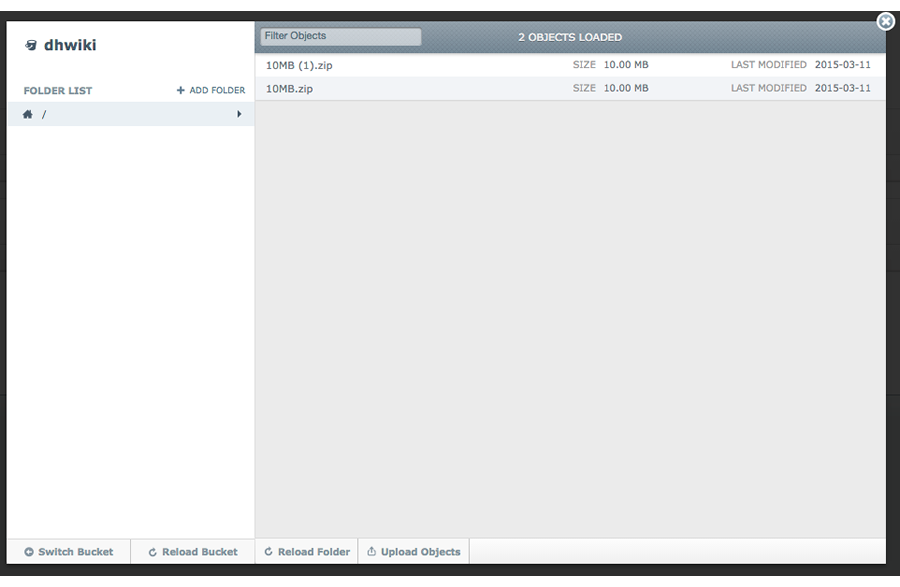 dhwiki
FOLDER LIST
+ ADD FOLDER
/
Filter Objects
2 OBJECTS LOADED
10MB (1).zip SIZE 10.00 MB LAST MODIFIED 2015-03-11
10MB.zip SIZE 10.00 MB LAST MODIFIED 2015-03-11
Switch Bucket
Reload Bucket
Reload Folder
Upload Objects